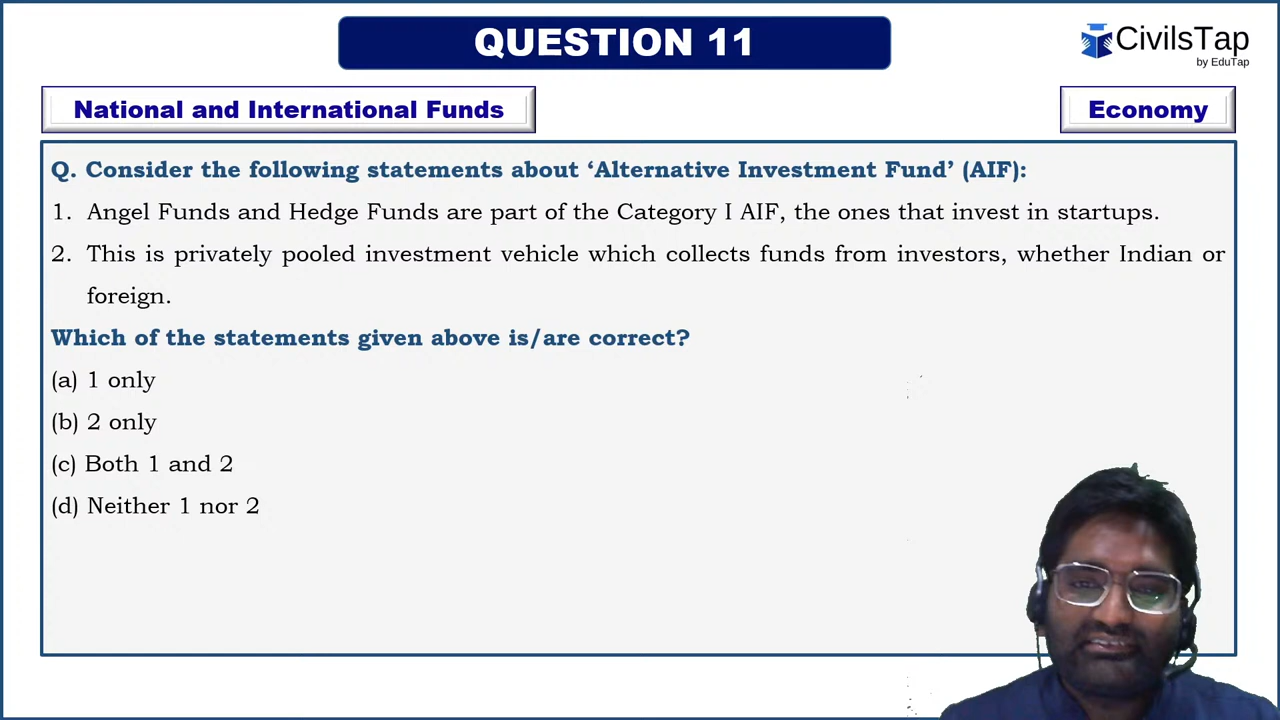 QUESTION 11
CivilsTap
by EduTap
National and International Funds
Economy
Q. Consider the following statements about ‘Alternative Investment Fund’ (AIF):
1. Angel Funds and Hedge Funds are part of the Category I AIF, the ones that invest in startups.
2. This is privately pooled investment vehicle which collects funds from investors, whether Indian or
foreign.
Which of the statements given above is/are correct?
(a) 1 only
(b) 2 only
(c) Both 1 and 2
(d) Neither 1 nor 2